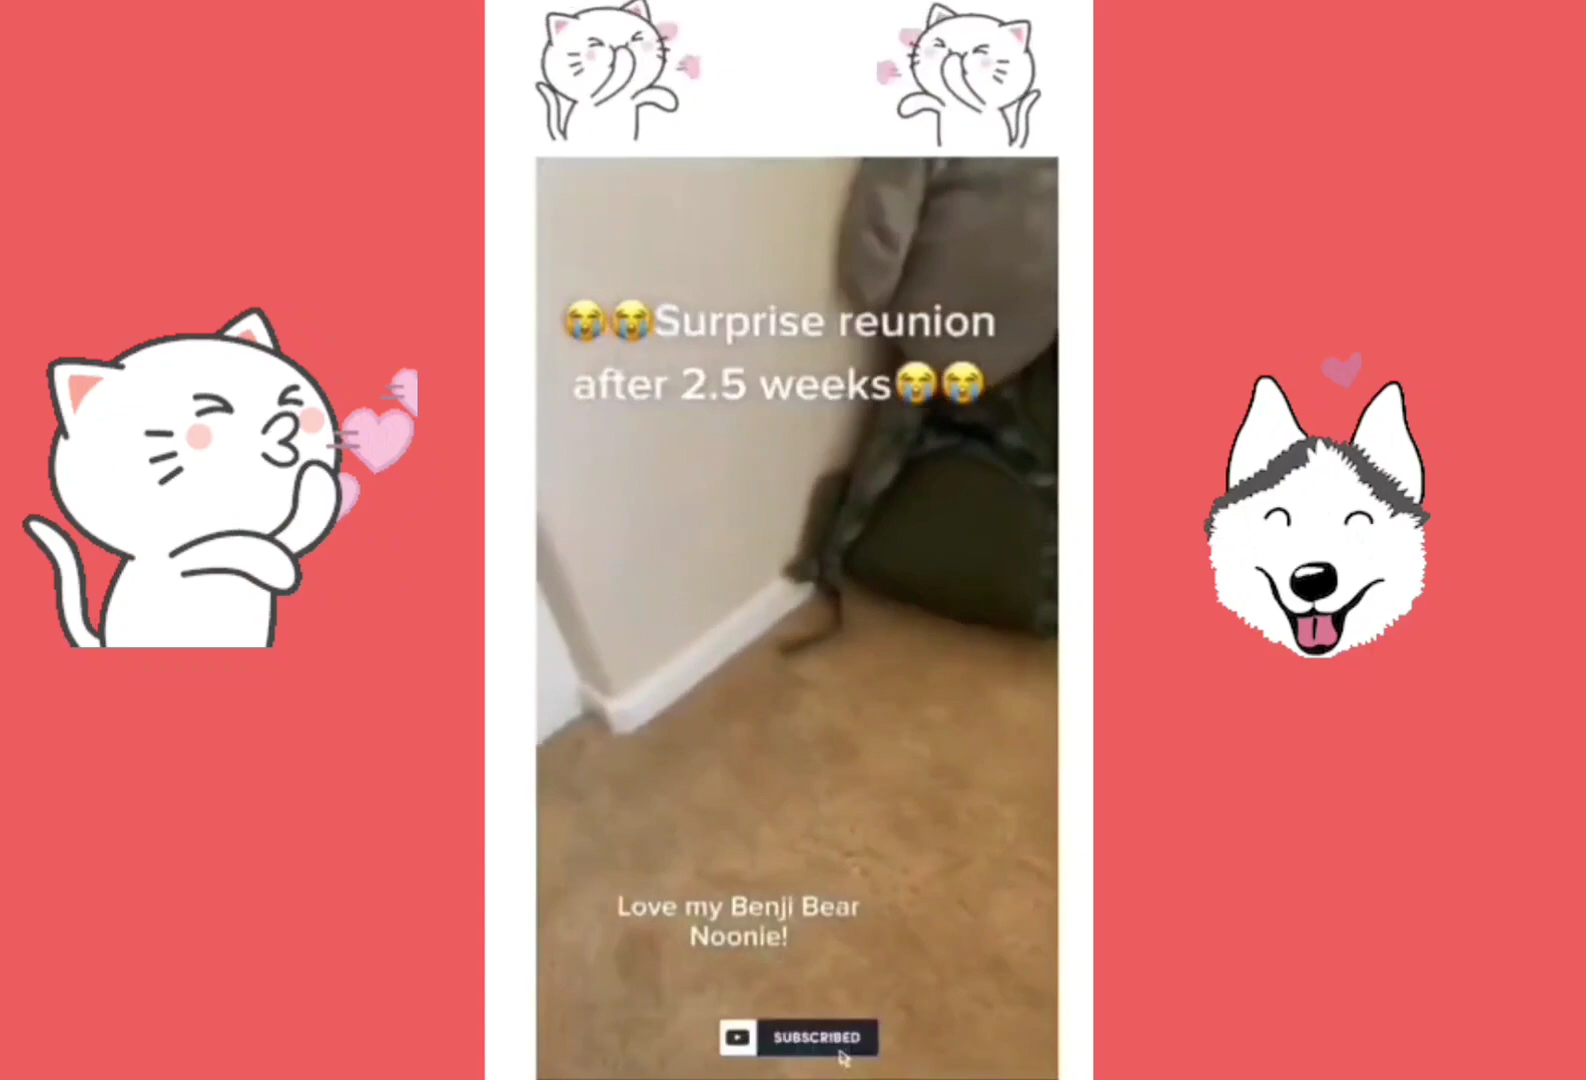 😭😭Surprise reunion
after 2.5 weeks😭😭
Love my Benji Bear
Noonie!
SUBSCRIBED